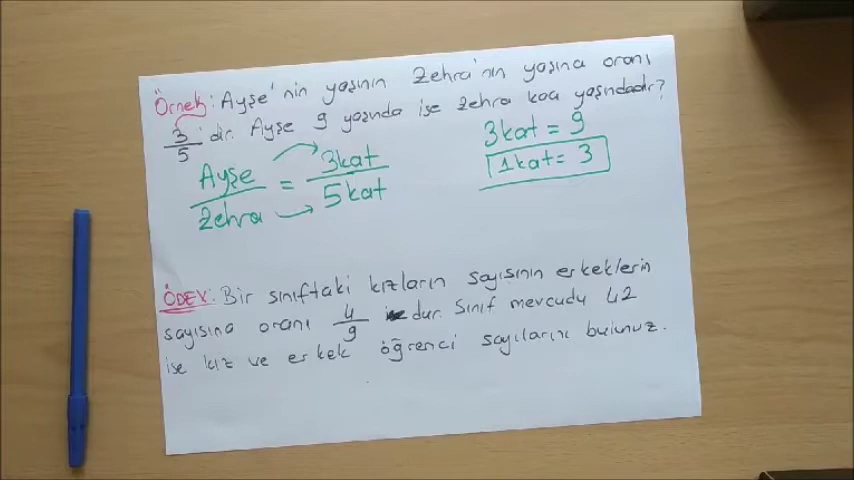 Örnek: Ayşe'nin yaşının Zehra'nın yaşına oranı
3/5 'dir. Ayşe 9 yaşında ise Zehra kaç yaşındadır?
Ayşe/Zehra = 3kat/5kat
3kat = 9
1kat = 3
ÖDEV: Bir sınıftaki kızların sayısının erkeklerin
sayısına oranı 4/9 dur. Sınıf mevcudu 42
ise kız ve erkek öğrenci sayılarını bulunuz.